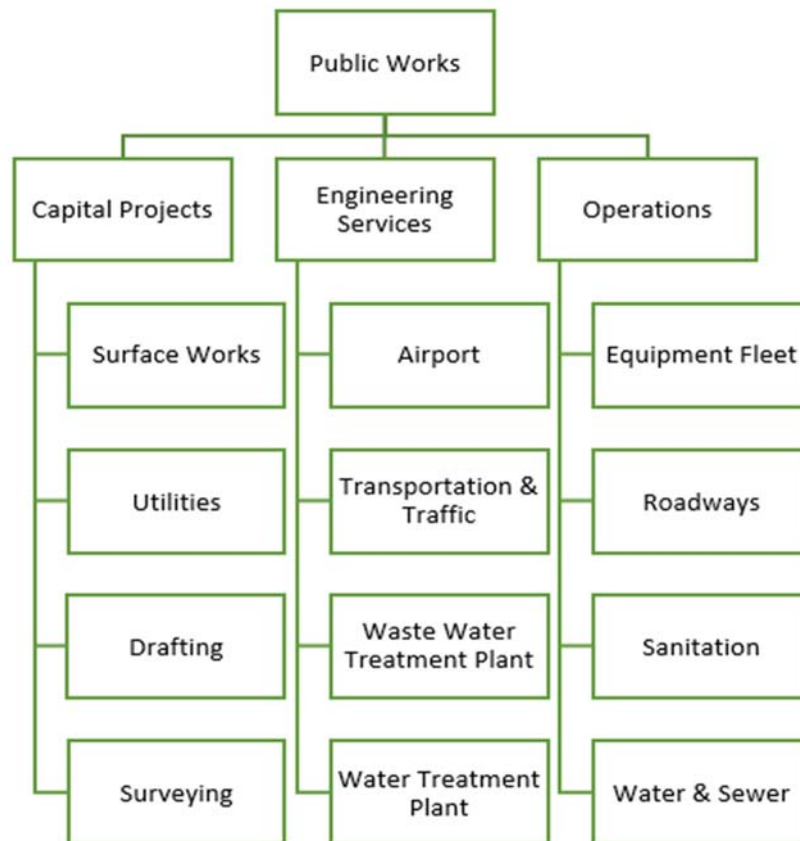 Public Works
Capital Projects
Engineering
Services
Operations
Surface Works
Airport
Equipment Fleet
Utilities
Transportation &
Traffic
Roadways
Drafting
Waste Water
Treatment Plant
Sanitation
Surveying
Water Treatment
Plant
Water & Sewer